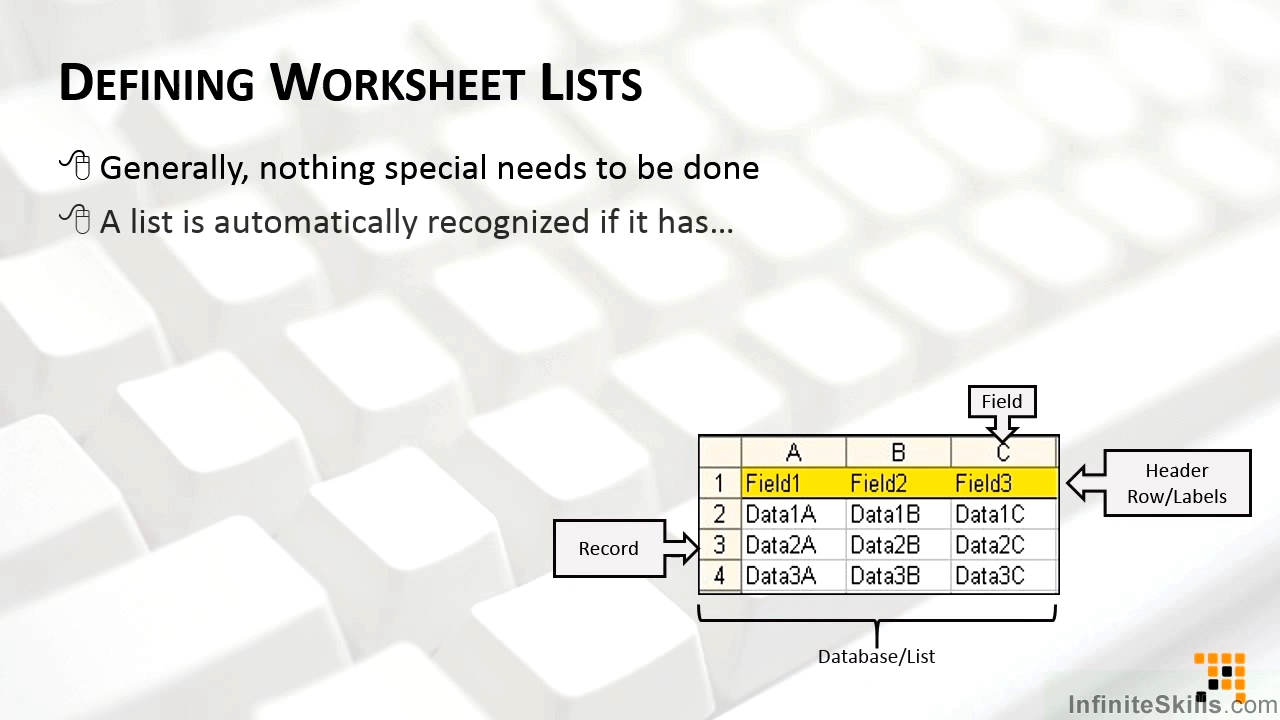 DEFINING WORKSHEET LISTS
Generally, nothing special needs to be done
A list is automatically recognized if it has…
Field
A B C
1 Field1 Field2 Field3
2 Data1A Data1B Data1C
3 Data2A Data2B Data2C
4 Data3A Data3B Data3C
Header
Row/Labels
Record
Database/List
InfiniteSkills.com